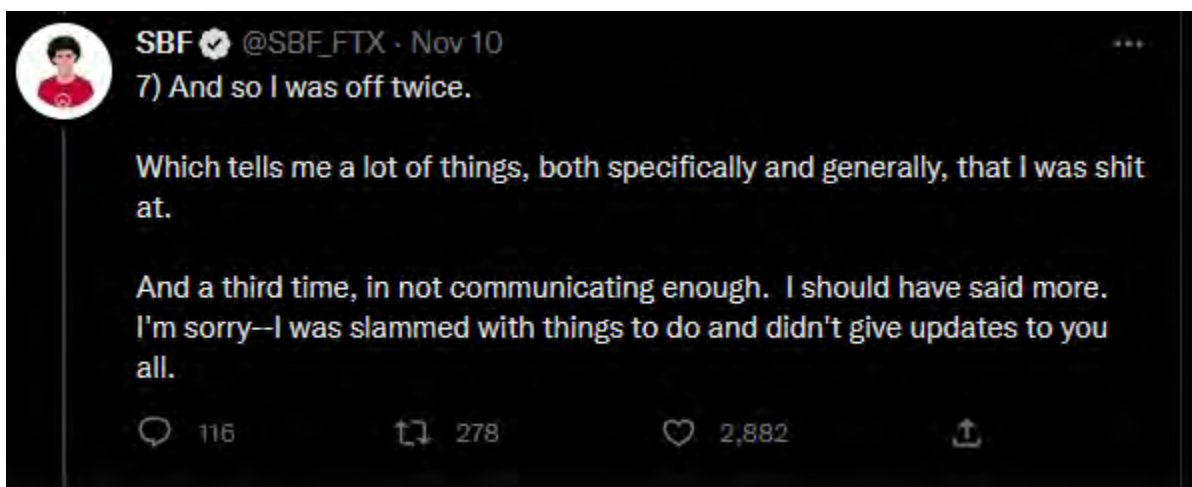 SBF @SBF_FTX · Nov 10
7) And so I was off twice.
Which tells me a lot of things, both specifically and generally, that I was shit
at.
And a third time, in not communicating enough.  I should have said more.
I'm sorry--I was slammed with things to do and didn't give updates to you
all.
116 278 2,882